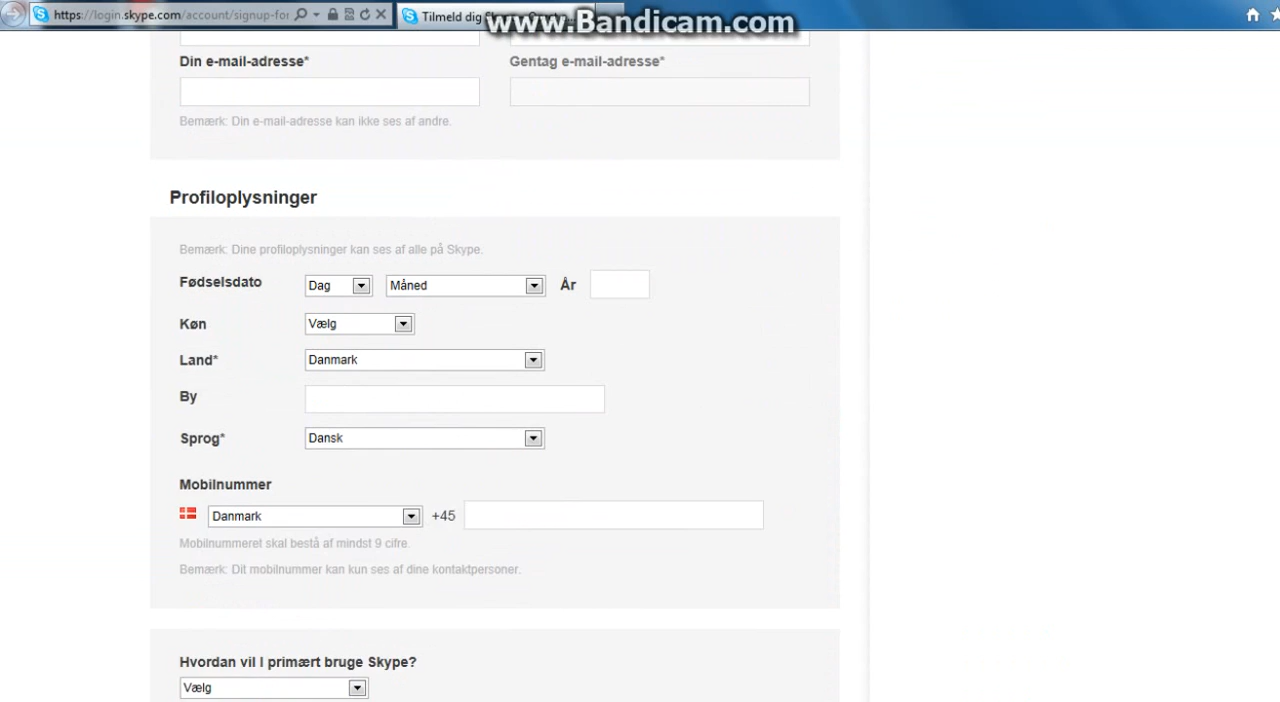 https://login.skype.com/account/signup-for
Tilmeld dig
www.Bandicam.com
Din e-mail-adresse* Gentag e-mail-adresse*
Bemærk: Din e-mail-adresse kan ikke ses af andre.
Profiloplysninger
Bemærk: Dine profiloplysninger kan ses af alle på Skype.
Fødselsdato Dag Måned År
Køn Vælg
Land* Danmark
By
Sprog* Dansk
Mobilnummer
Danmark +45
Mobilnummeret skal bestå af mindst 9 cifre.
Bemærk: Dit mobilnummer kan kun ses af dine kontaktpersoner.
Hvordan vil I primært bruge Skype?
Vælg